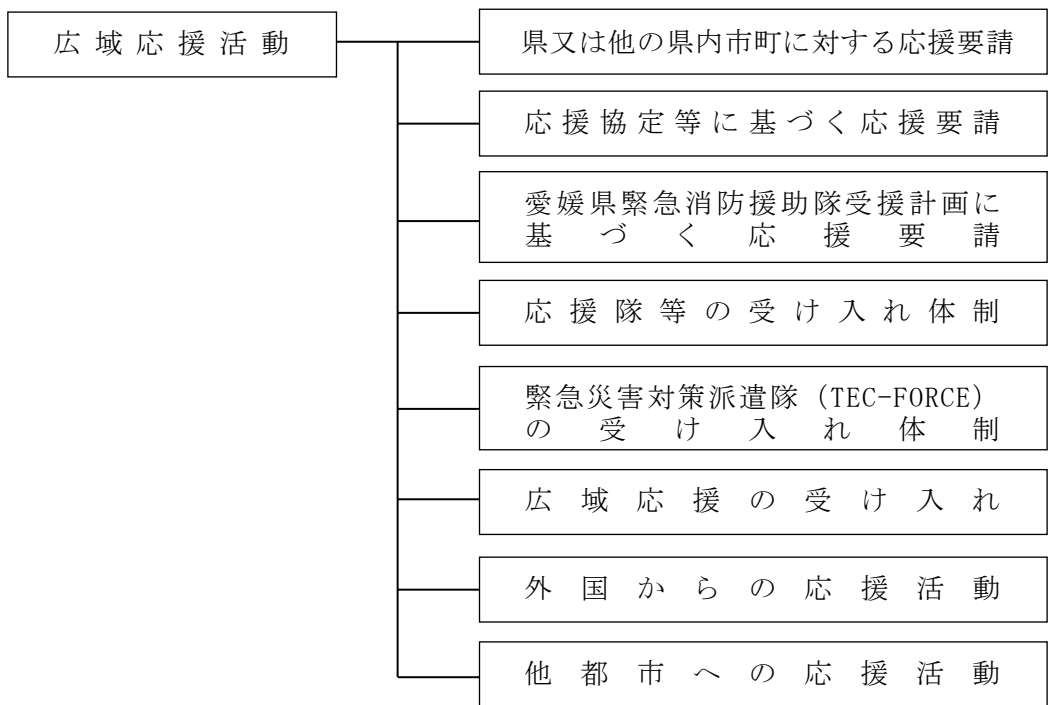 広域応援活動
県又は他の県内市町に対する応援要請
応援協定等に基づく応援要請
愛媛県緊急消防援助隊受援計画に
基づく応援要請
応援隊等の受け入れ体制
緊急災害対策派遣隊（TEC-FORCE）
の受け入れ体制
広域応援の受け入れ
外国からの応援活動
他都市への応援活動